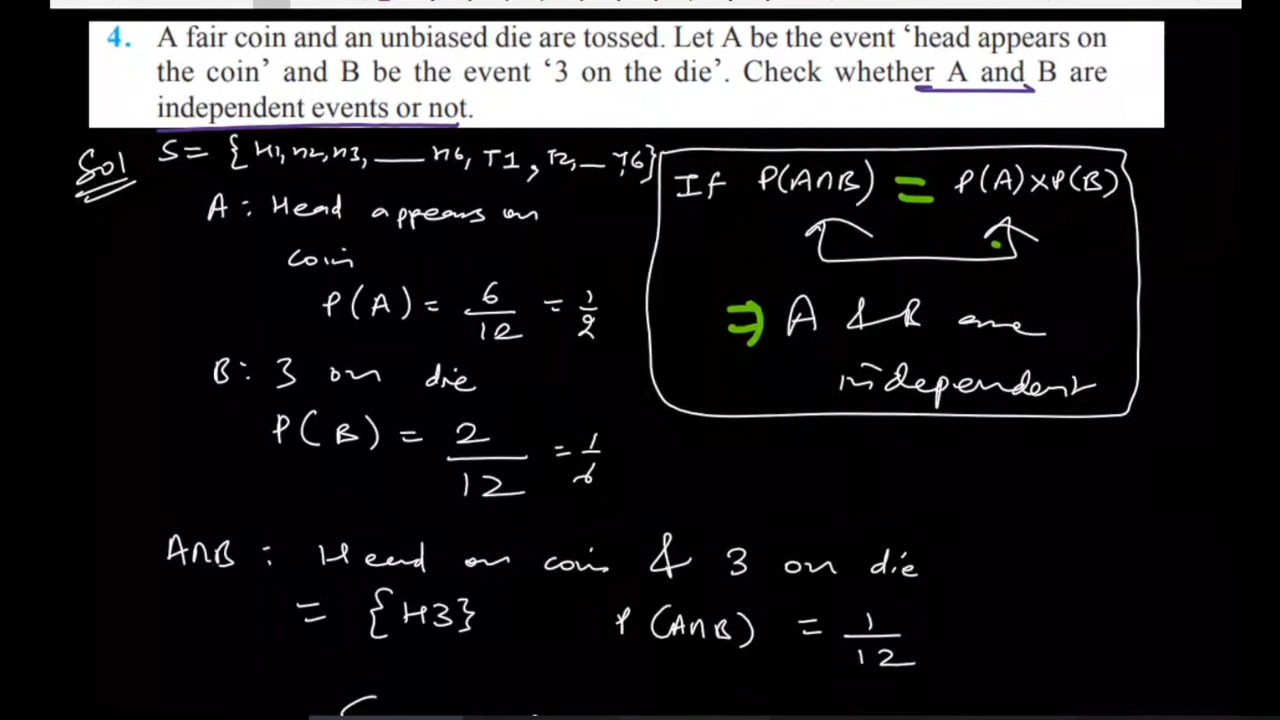 4. A fair coin and an unbiased die are tossed. Let A be the event ‘head appears on
the coin’ and B be the event ‘3 on the die’. Check whether A and B are
independent events or not.
Sol S = {H1, H2, H3, — H6, T1, T2, — T6}
A : Head appears on
coin
P(A) = 6/12 = 1/2
B : 3 on die
P(B) = 2/12 = 1/6
If P(A∩B) = P(A)×P(B)
⇒ A & B are
independent
A∩B : Head on coin & 3 on die
= {H3} P(A∩B) = 1/12